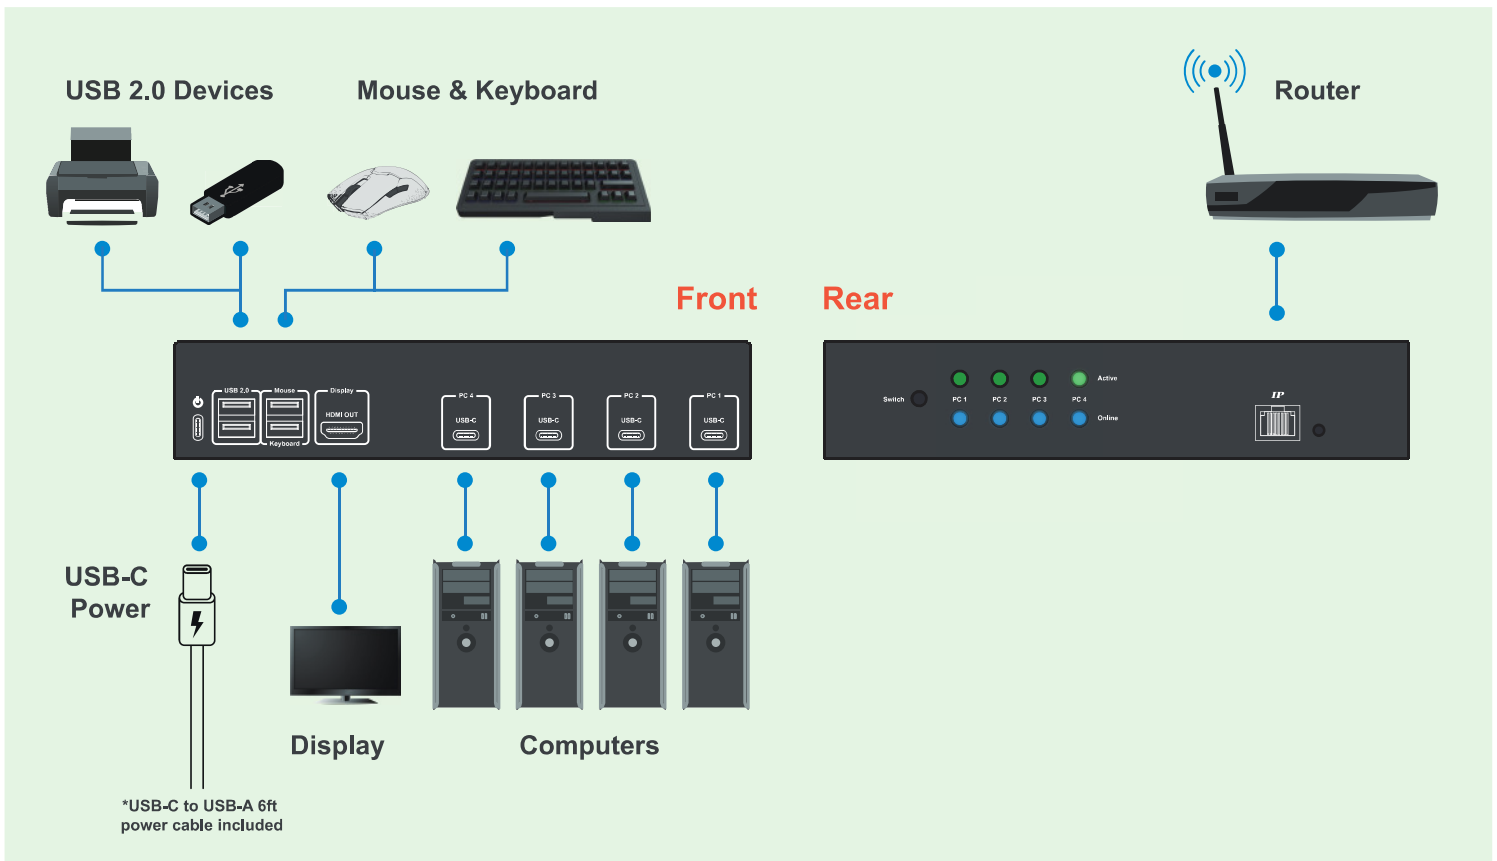 USB 2.0 Devices
Mouse & Keyboard
Router
Front
Rear
USB 2.0
Mouse
Display
HDMI OUT
Keyboard
PC 4
USB-C
PC 3
USB-C
PC 2
USB-C
PC 1
USB-C
Switch
Active
PC 1
PC 2
PC 3
PC 4
Online
IP
USB-C
Power
Display
Computers
*USB-C to USB-A 6ft
power cable included